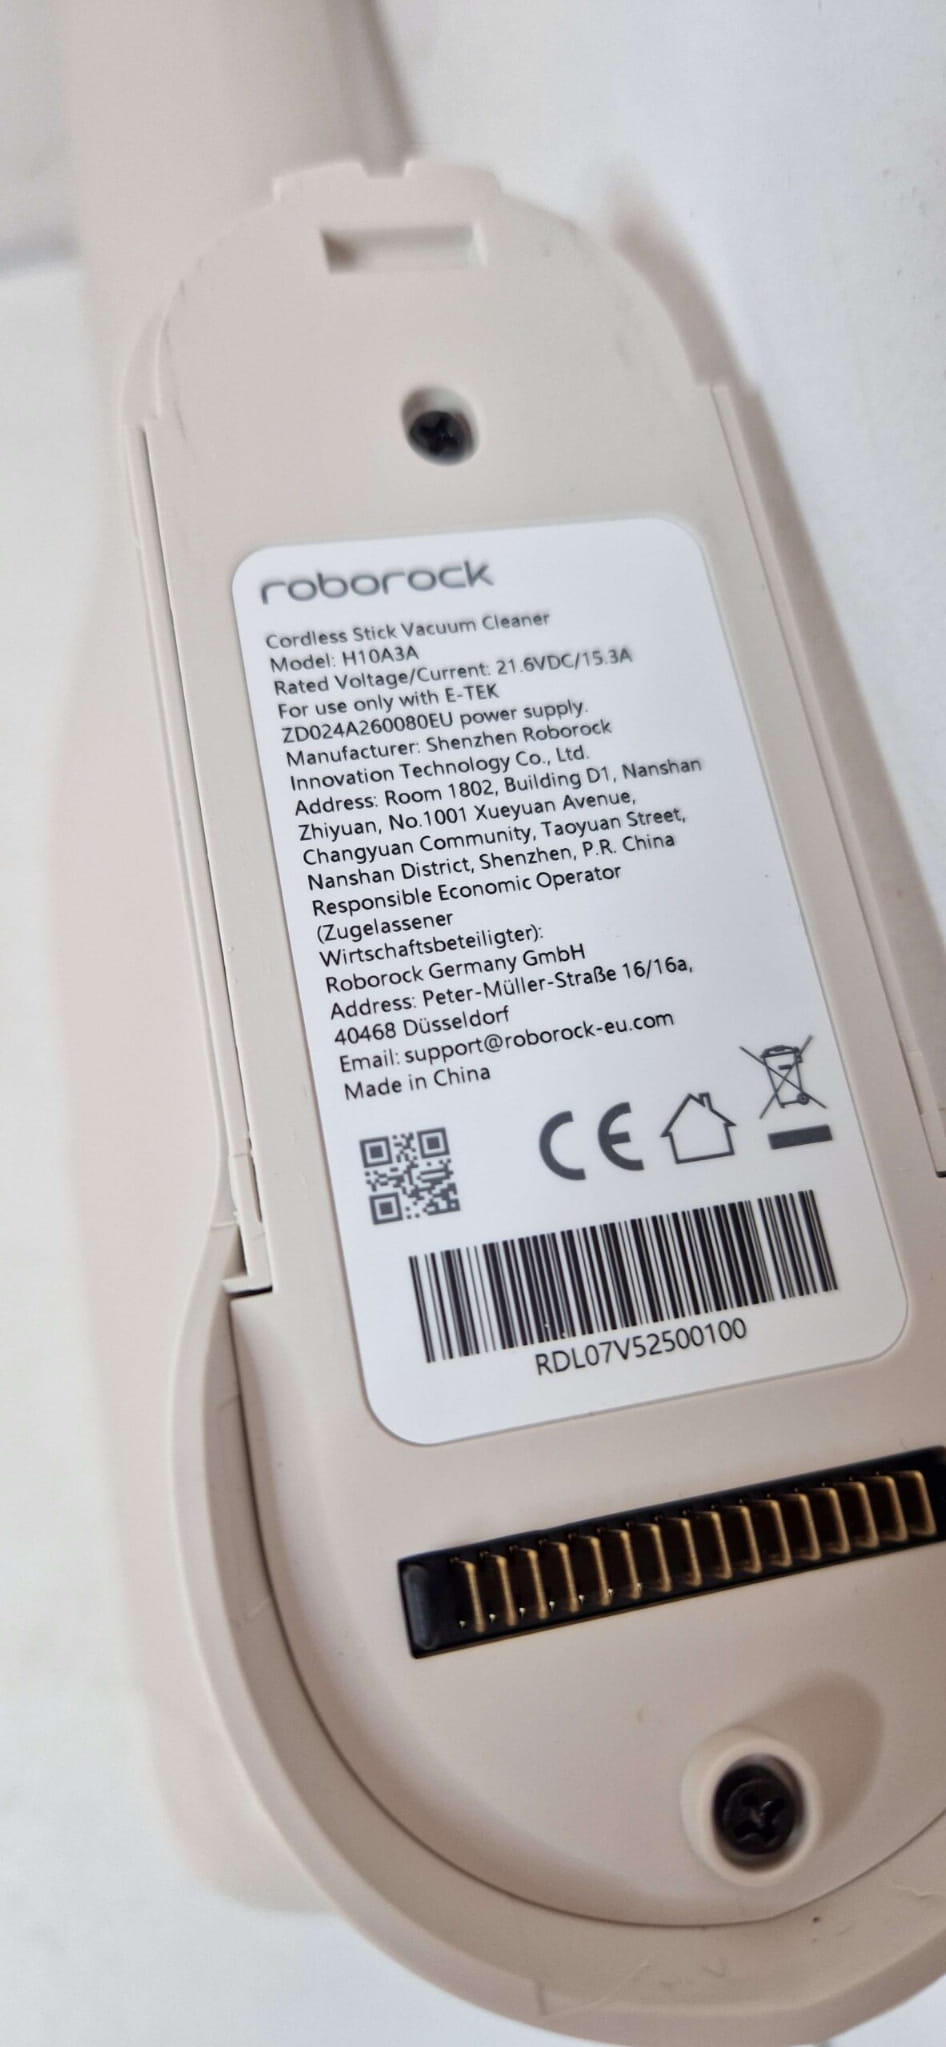 roborock
Cordless Stick Vacuum Cleaner
Model: H10A3A
Rated Voltage/Current: 21.6VDC/15.3A
For use only with E-TEK
ZD024A260080EU power supply.
Manufacturer: Shenzhen Roborock
Innovation Technology Co., Ltd.
Address: Room 1802, Building D1, Nanshan
Zhiyuan, No.1001 Xueyuan Avenue,
Changyuan Community, Taoyuan Street,
Nanshan District, Shenzhen, P.R. China
Responsible Economic Operator
(Zugelassener
Wirtschaftsbeteiligter):
Roborock Germany GmbH
Address: Peter-Müller-Straße 16/16a,
40468 Düsseldorf
Email: support@roborock-eu.com
Made in China
CE
RDL07V52500100